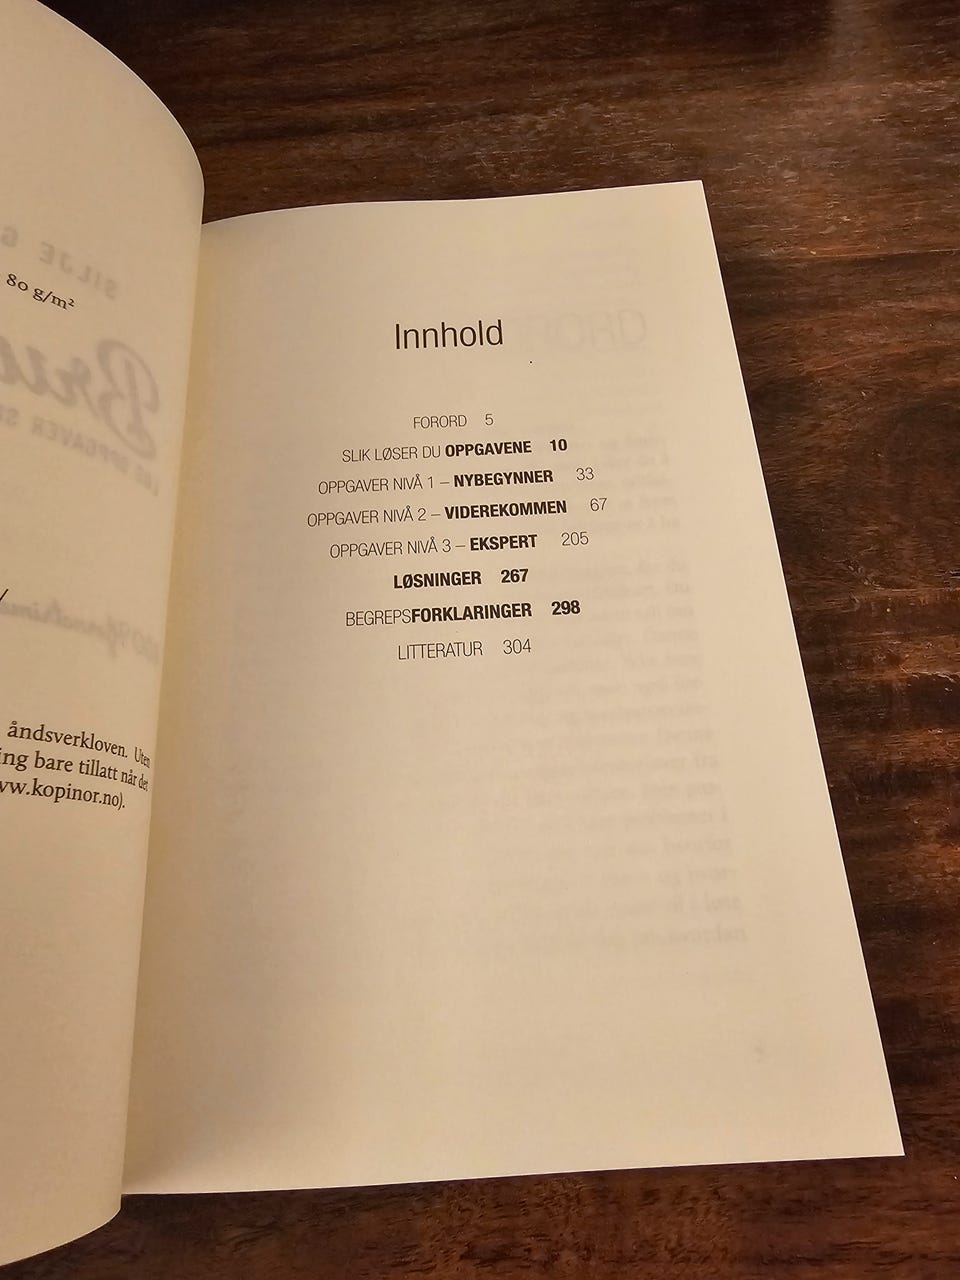 80 g/m²
åndsverkloven. Uten
ing bare tillatt når det
ww.kopinor.no).
Innhold
FORORD 5
SLIK LØSER DU OPPGAVENE 10
OPPGAVER NIVÅ 1 – NYBEGYNNER 33
OPPGAVER NIVÅ 2 – VIDEREKOMMEN 67
OPPGAVER NIVÅ 3 – EKSPERT 205
LØSNINGER 267
BEGREPSFORKLARINGER 298
LITTERATUR 304